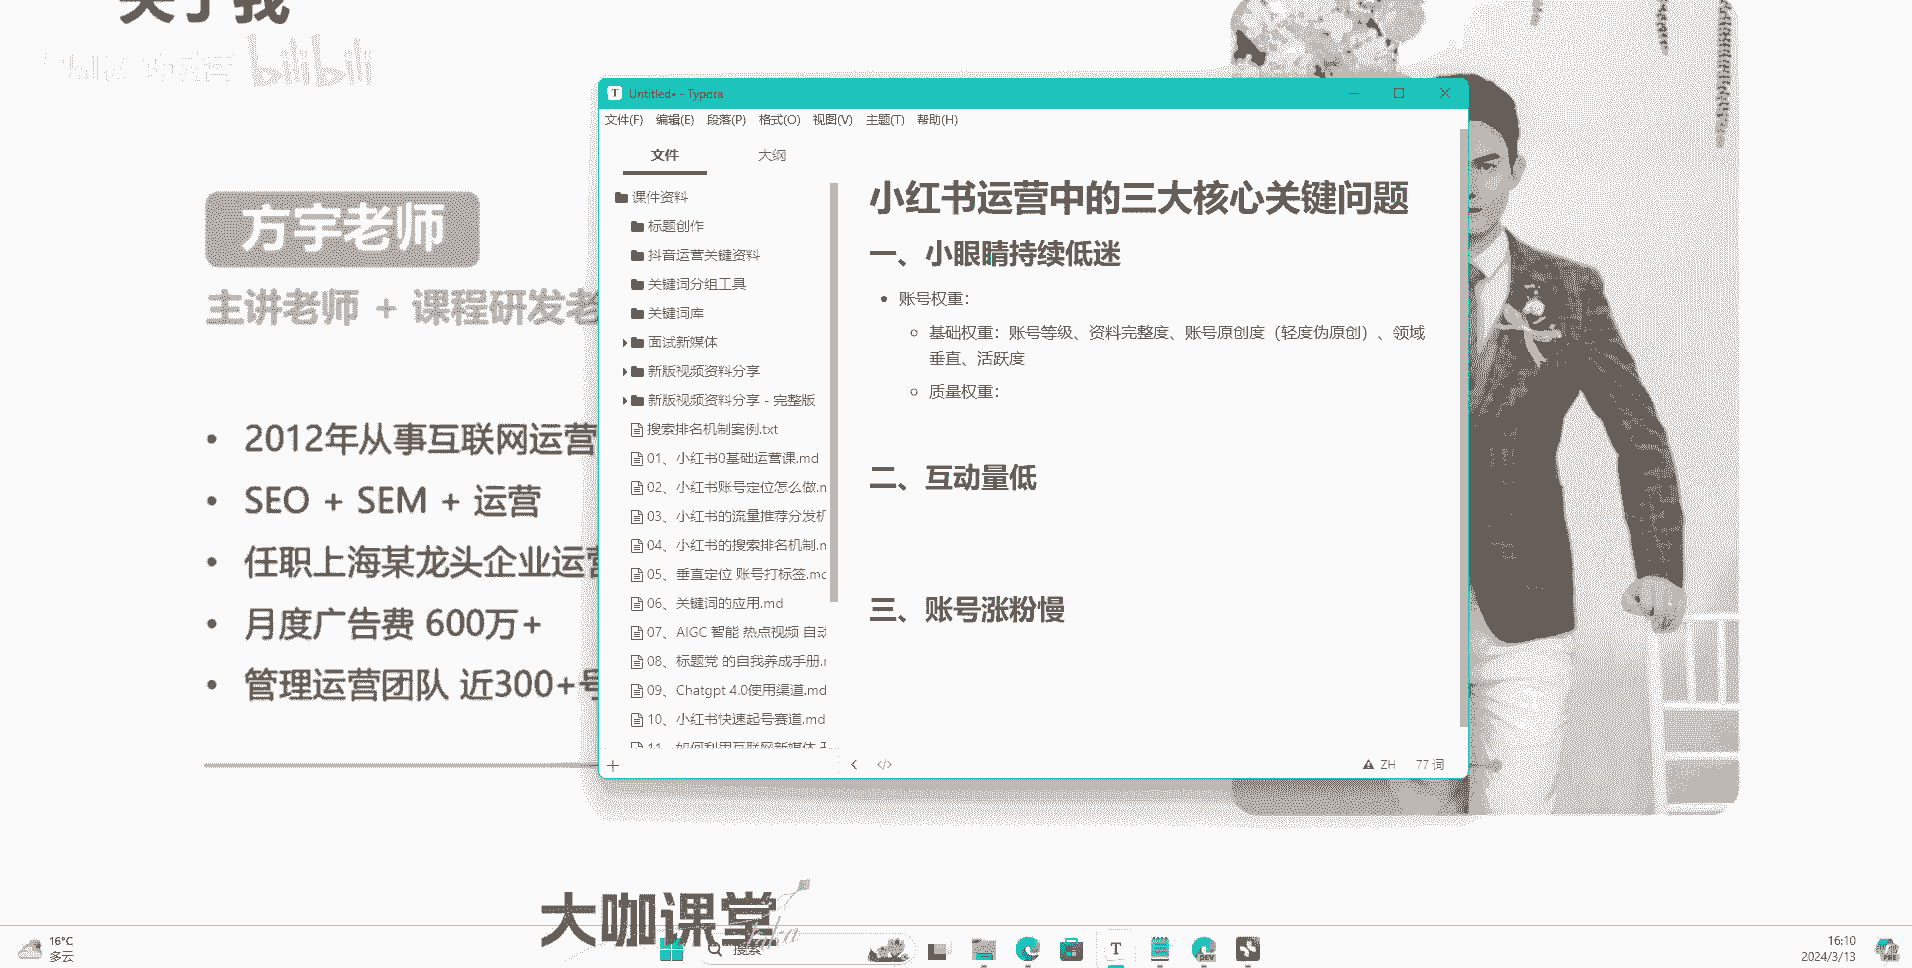 关于我
bilibili
方宇老师
主讲老师 + 课程研发老
2012年从事互联网运营
SEO + SEM + 运营
任职上海某龙头企业运营
月度广告费 600万+
管理运营团队 近300+号
Untitled• - Typora
文件(F) 编辑(E) 段落(P) 格式(O) 视图(V) 主题(T) 帮助(H)
文件 大纲
课件资料
标题创作
抖音运营关键资料
关键词分组工具
关键词库
面试新媒体
新版视频资料分享
新版视频资料分享 - 完整版
搜索排名机制案例.txt
01、小红书0基础运营课.md
02、小红书账号定位怎么做.m
03、小红书的流量推荐分发机
04、小红书的搜索排名机制.m
05、垂直定位 账号打标签.md
06、关键词的应用.md
07、AIGC 智能 热点视频 自动
08、标题党 的自我养成手册.m
09、Chatgpt 4.0使用渠道.md
10、小红书快速起号赛道.md
11、如何利用互联网新媒体
小红书运营中的三大核心关键问题
一、小眼睛持续低迷
账号权重：
基础权重：账号等级、资料完整度、账号原创度（轻度伪原创）、领域
垂直、活跃度
质量权重：
二、互动量低
三、账号涨粉慢
ZH 77 词
大咖课堂
16°C
多云
搜索
16:10
2024/3/13